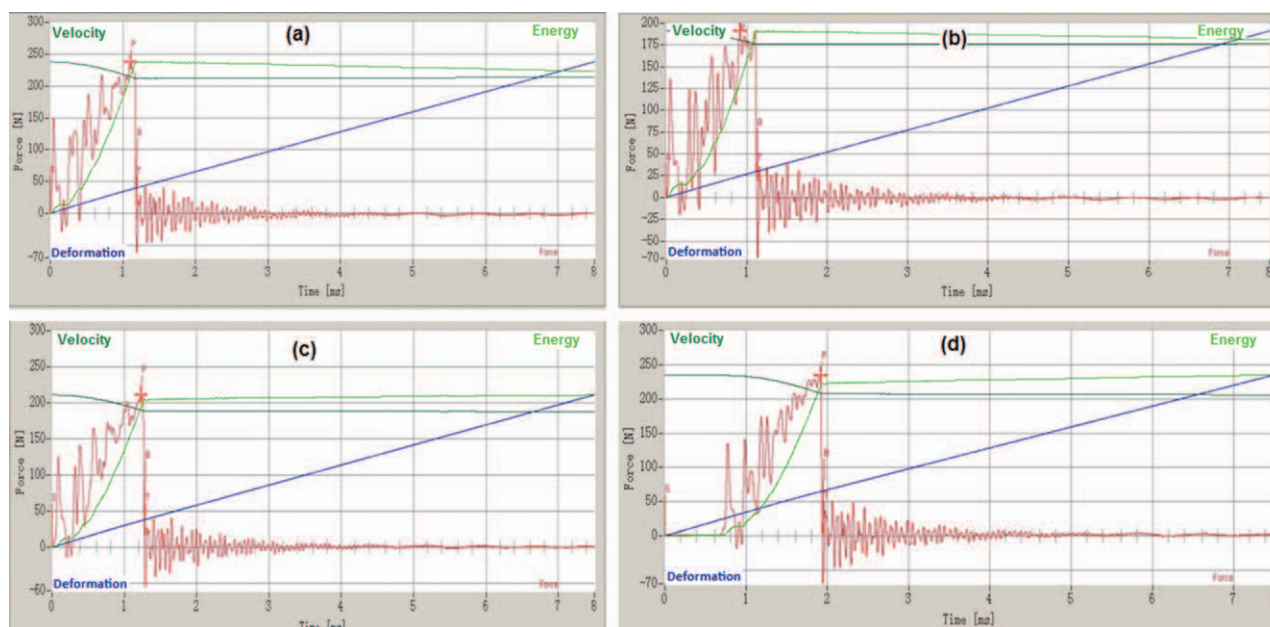 300
Velocity
(a)
Energy
250
200
150
100
50
0
Deformation
Force
-70
0 1 2 3 4 5 6 7 8
Time [ms]
Force [N]
200
Velocity
(b)
Energy
175
150
125
100
75
50
25
0
-25
-50
Deformation
Force
-70
0 1 2 3 4 5 6 7
Time [ms]
Force [N]
300
Velocity
(c)
Energy
250
200
150
100
50
0
Deformation
Force
-60
0 1 2 3 4 5 6 7 8
Time [ms]
Force [N]
300
Velocity
(d)
Energy
250
200
150
100
50
0
Deformation
Force
-70
0 1 2 3 4 5 6 7
Time [ms]
Force [N]